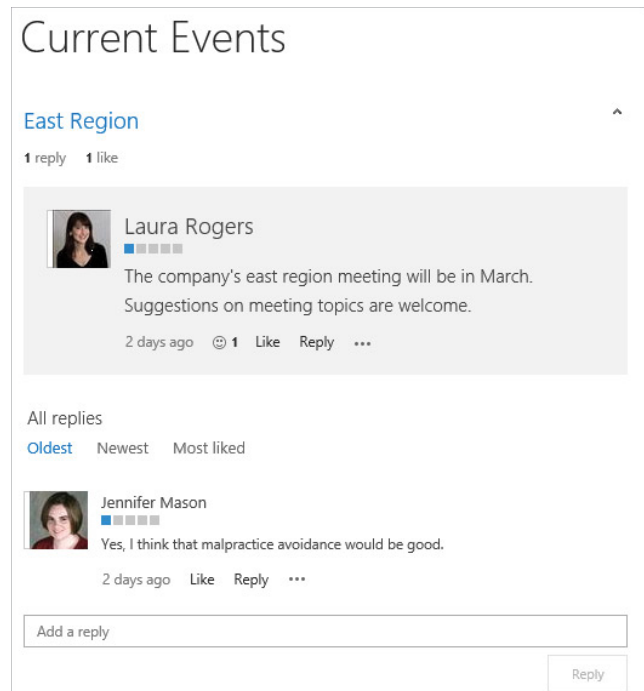 Current Events
East Region
1 reply 1 like
Laura Rogers
The company's east region meeting will be in March.
Suggestions on meeting topics are welcome.
2 days ago 1 Like Reply ...
All replies
Oldest Newest Most liked
Jennifer Mason
Yes, I think that malpractice avoidance would be good.
2 days ago Like Reply ...
Add a reply
Reply